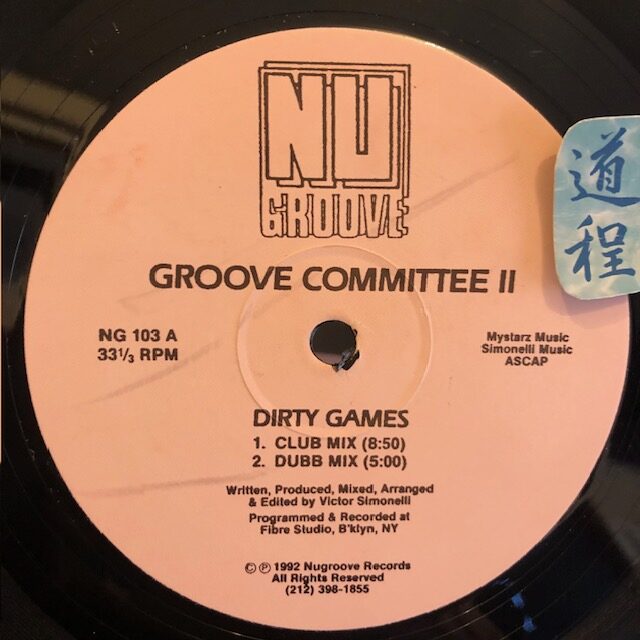 NU
GROOVE
GROOVE COMMITTEE II
NG 103 A
33 1/3 RPM
Mystarz Music
Simonelli Music
ASCAP
道程
DIRTY GAMES
1. CLUB MIX (8:50)
2. DUBB MIX (5:00)
Written, Produced, Mixed, Arranged
& Edited by Victor Simonelli
Programmed & Recorded at
Fibre Studio, B'klyn, NY
© ℗ 1992 Nugroove Records
All Rights Reserved
(212) 398-1855